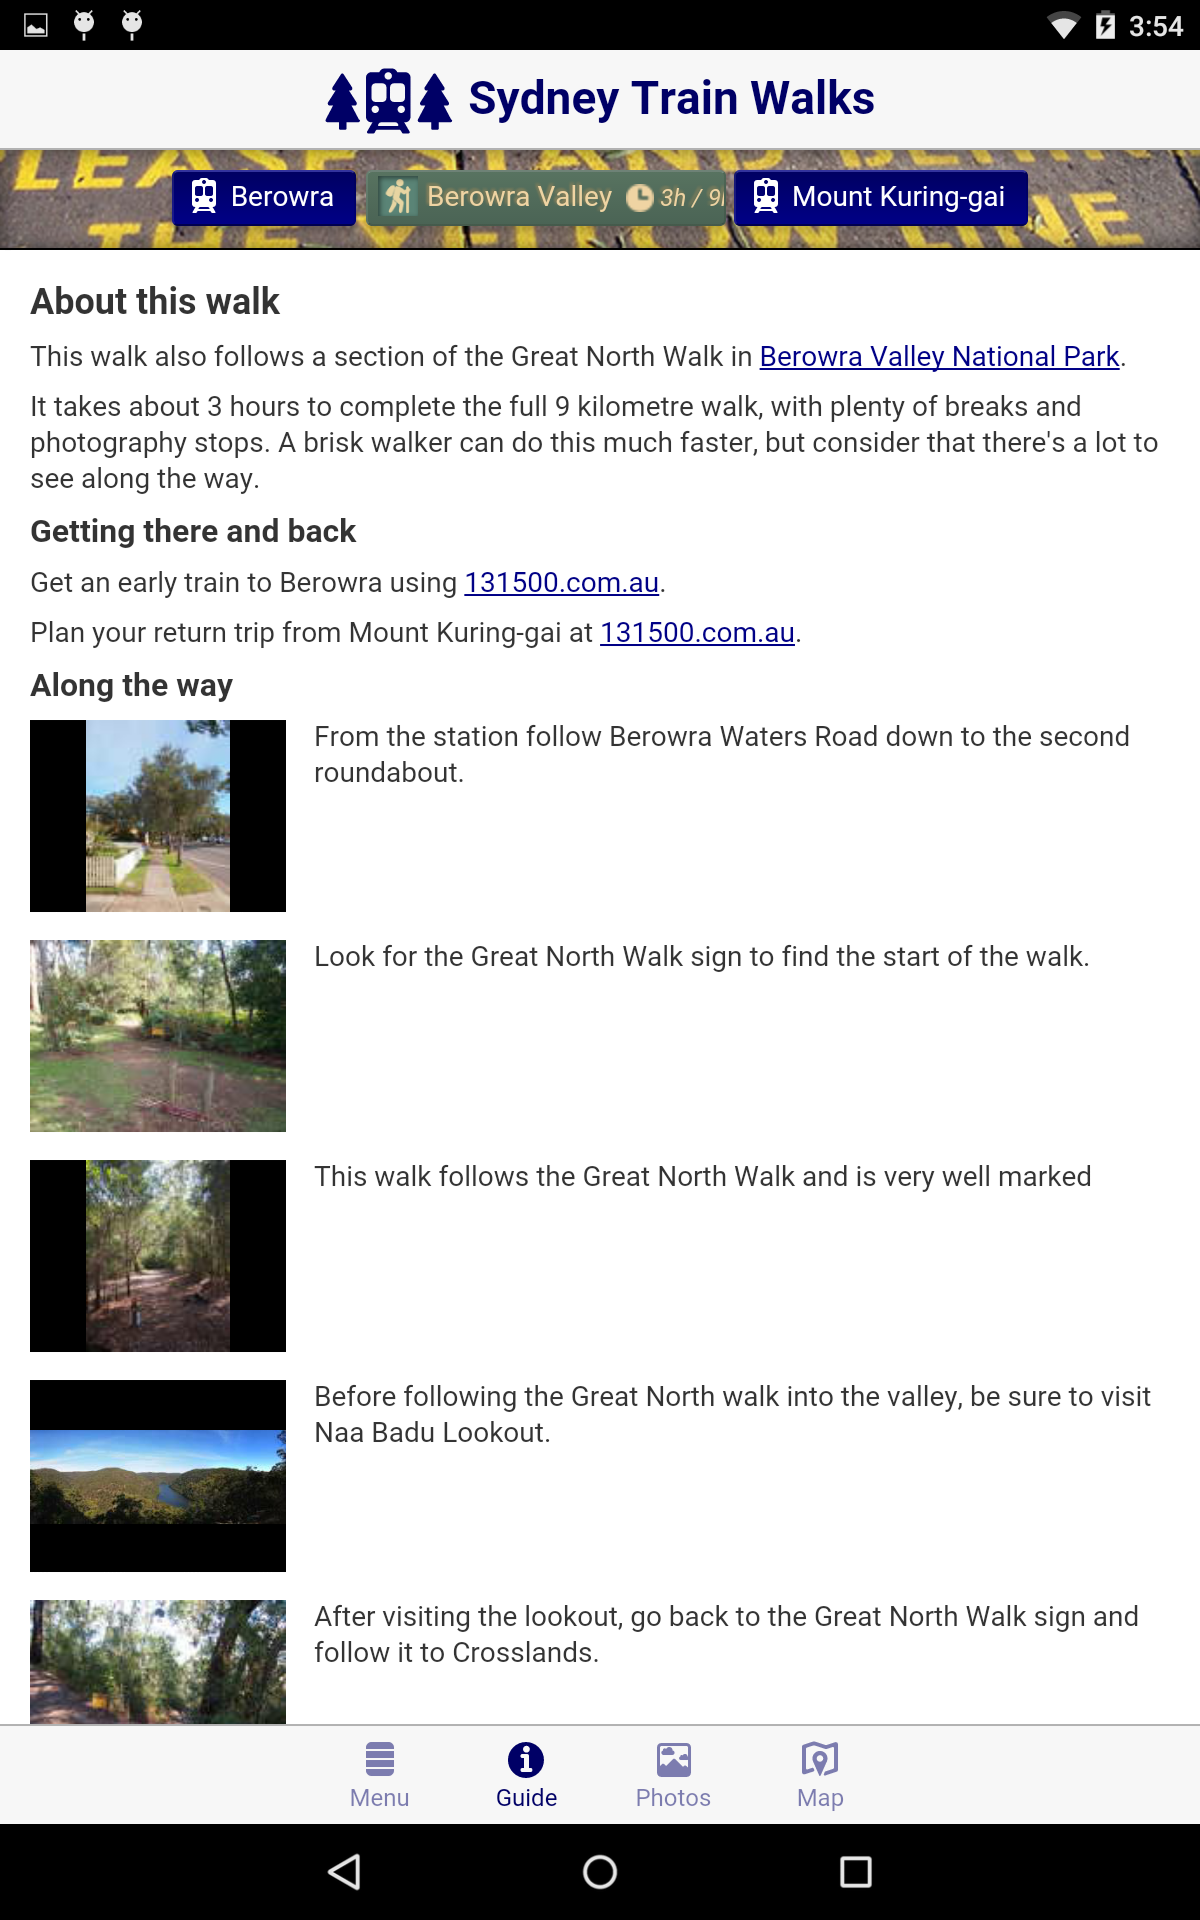 3:54
Sydney Train Walks
LEASE STAND BEHIN
THE YELLOW LINE
Berowra
Berowra Valley 3h / 9
Mount Kuring-gai
About this walk
This walk also follows a section of the Great North Walk in Berowra Valley National Park.
It takes about 3 hours to complete the full 9 kilometre walk, with plenty of breaks and
photography stops. A brisk walker can do this much faster, but consider that there's a lot to
see along the way.
Getting there and back
Get an early train to Berowra using 131500.com.au.
Plan your return trip from Mount Kuring-gai at 131500.com.au.
Along the way
From the station follow Berowra Waters Road down to the second
roundabout.
Look for the Great North Walk sign to find the start of the walk.
This walk follows the Great North Walk and is very well marked
Before following the Great North walk into the valley, be sure to visit
Naa Badu Lookout.
After visiting the lookout, go back to the Great North Walk sign and
follow it to Crosslands.
Menu
Guide
Photos
Map